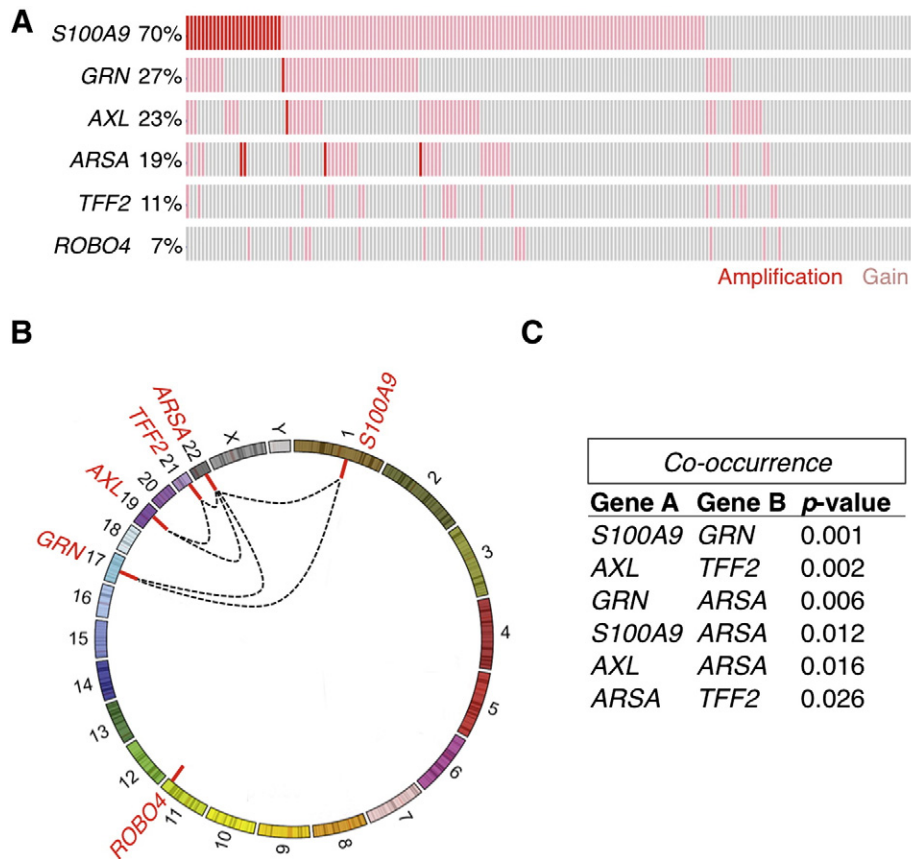 A
S100A9 70%
GRN 27%
AXL 23%
ARSA 19%
TFF2 11%
ROBO4 7%
Amplification Gain
B
S100A9
ARSA
TFF2
AXL
GRN
ROBO4
1
2
3
4
5
6
7
8
9
10
11
12
13
14
15
16
17
18
19
20
21
22
X
Y
C
Co-occurrence
Gene A Gene B p-value
S100A9 GRN 0.001
AXL TFF2 0.002
GRN ARSA 0.006
S100A9 ARSA 0.012
AXL ARSA 0.016
ARSA TFF2 0.026